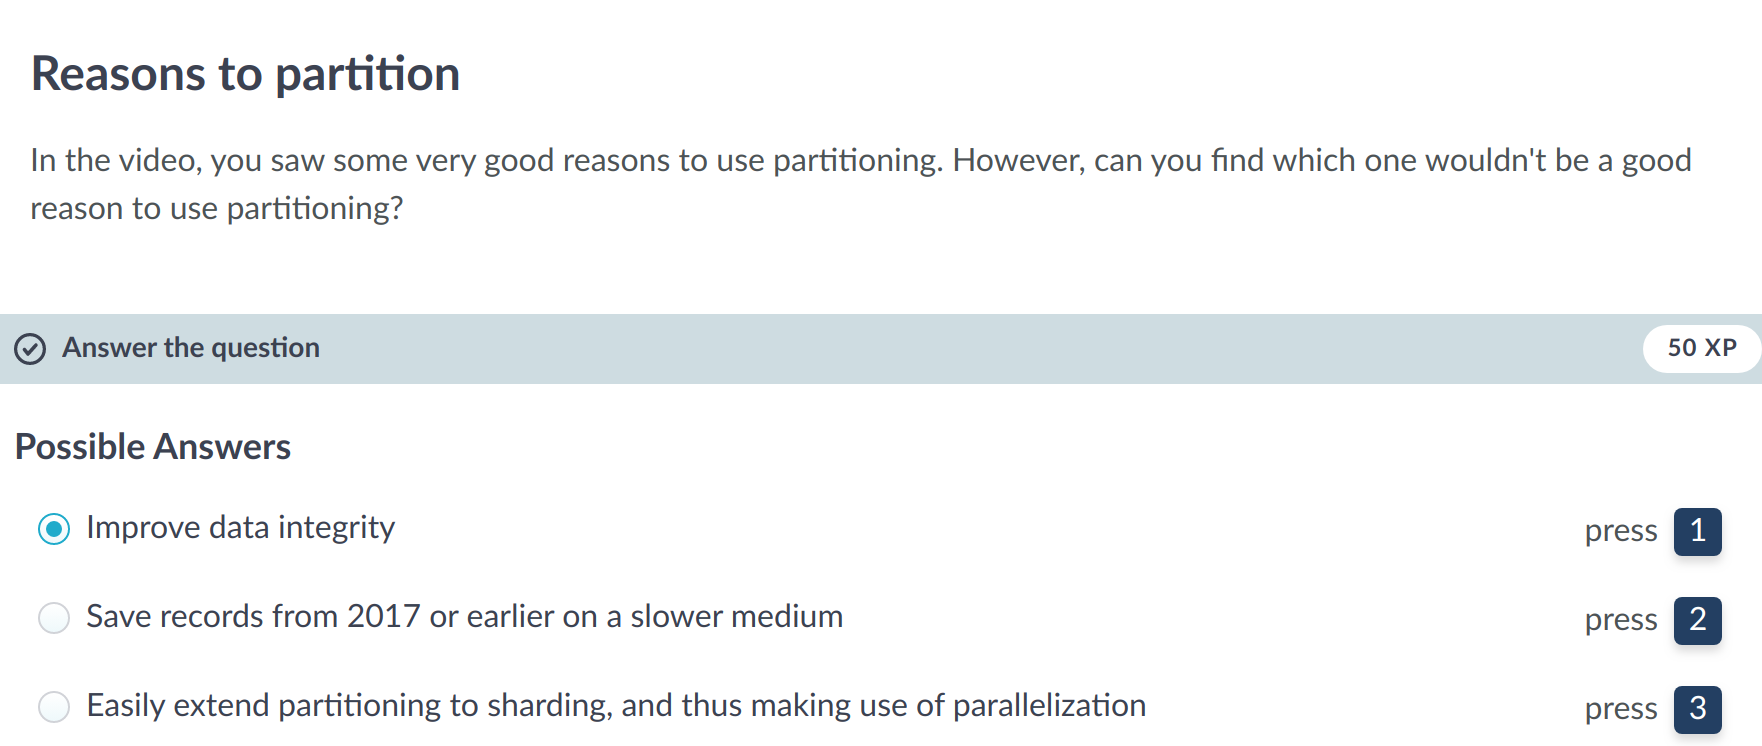 Reasons to partition
In the video, you saw some very good reasons to use partitioning. However, can you find which one wouldn't be a good
reason to use partitioning?
Answer the question
50 XP
Possible Answers
Improve data integrity
press 1
Save records from 2017 or earlier on a slower medium
press 2
Easily extend partitioning to sharding, and thus making use of parallelization
press 3